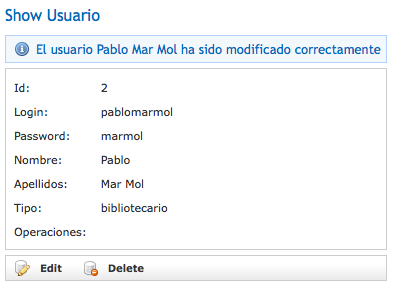 Show Usuario
El usuario Pablo Mar Mol ha sido modificado correctamente
Id: 2
Login: pablomarmol
Password: marmol
Nombre: Pablo
Apellidos: Mar Mol
Tipo: bibliotecario
Operaciones:
Edit Delete